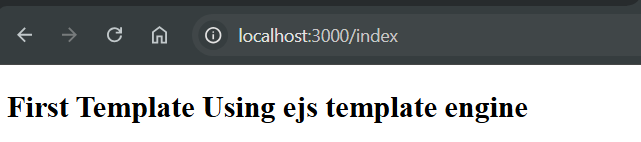 localhost:3000/index
First Template Using ejs template engine